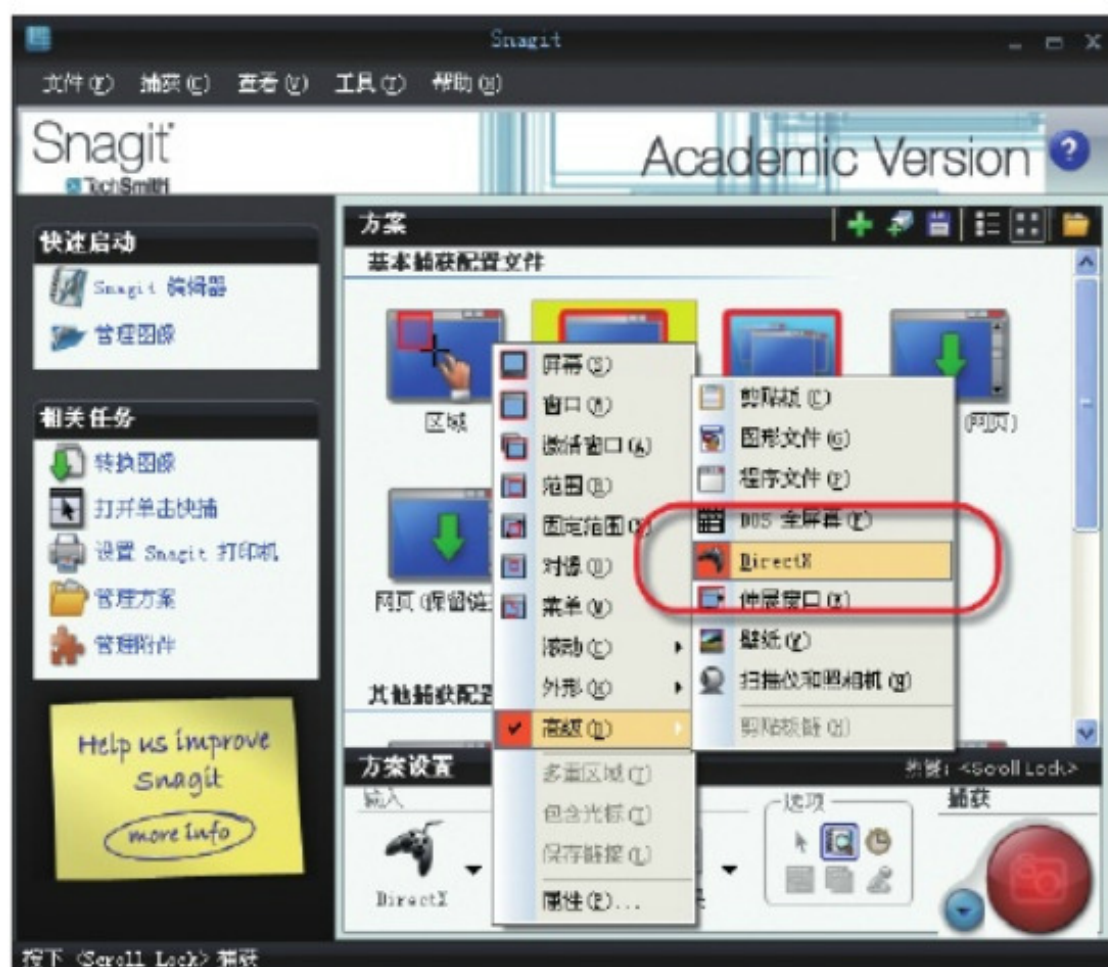 Snagit
文件(F) 捕获(C) 查看(V) 工具(T) 帮助(H)
Snagit
TechSmith
Academic Version
?
快速启动
Snagit 编辑器
管理图像
相关任务
转换图像
打开单击快捕
设置 Snagit 打印机
管理方案
管理附件
Help us improve
Snagit
more info
方案
基本捕获配置文件
区域
(网页)
网页(保留链
其他捕获配置
屏幕(S)
窗口(W)
激活窗口(A)
范围(R)
固定范围
对像(O)
菜单(M)
滚动(C)
外形(H)
高级(D)
多重区域(T)
包含光标(I)
保存链接(L)
属性(P)...
剪贴板(C)
图形文件(G)
程序文件(P)
DOS 全屏幕(F)
DirectX
伸展窗口(X)
壁纸(Y)
扫描仪和照相机(N)
剪贴板链(H)
方案设置
热键: <Scroll Lock>
输入
DirectX
选项
捕获
按下 <Scroll Lock> 捕获